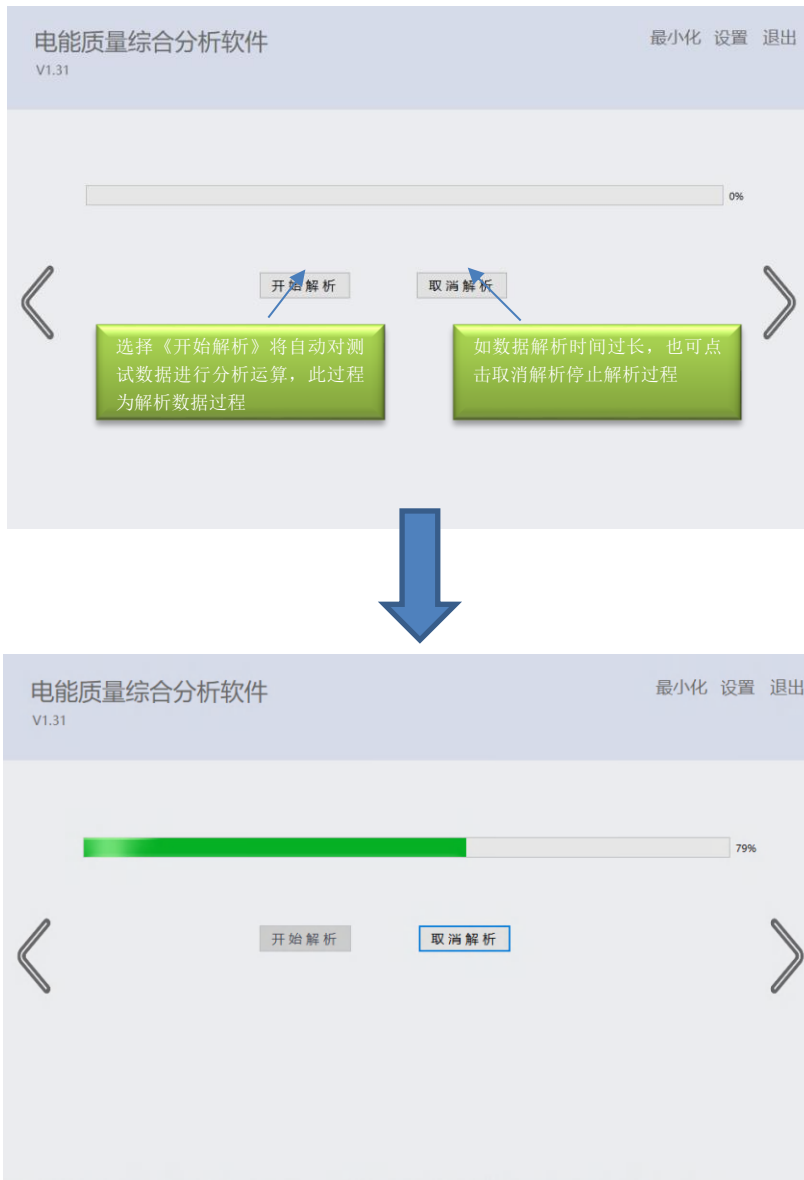 电能质量综合分析软件
最小化 设置 退出
V1.31
0%
开始解析
取消解析
选择《开始解析》将自动对测
试数据进行分析运算，此过程
为解析数据过程
如数据解析时间过长，也可点
击取消解析停止解析过程
电能质量综合分析软件
最小化 设置 退出
V1.31
79%
开始解析
取消解析